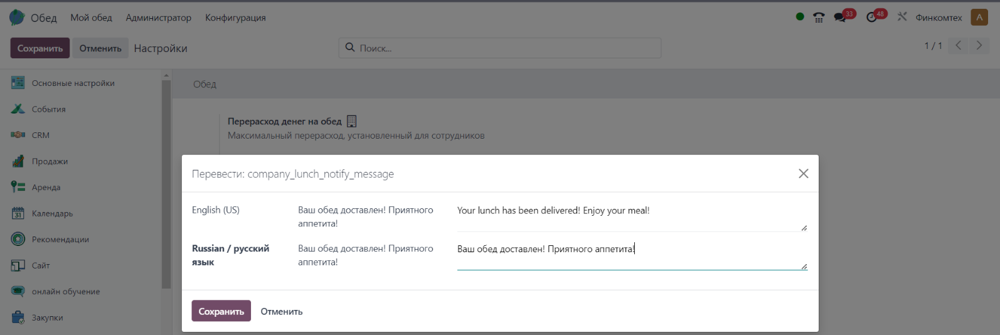 Обед Мой обед Администратор Конфигурация 33 48 Финкомтех А
Сохранить Отменить Настройки Поиск... 1 / 1
Основные настройки
События
CRM
Продажи
Аренда
Календарь
Рекомендации
Сайт
онлайн обучение
Закупки
Обед
Перерасход денег на обед
Максимальный перерасход, установленный для сотрудников
Перевести: company_lunch_notify_message
English (US)
Ваш обед доставлен! Приятного
аппетита!
Your lunch has been delivered! Enjoy your meal!
Russian / русский
язык
Ваш обед доставлен! Приятного
аппетита!
Ваш обед доставлен! Приятного аппетита!
Сохранить Отменить